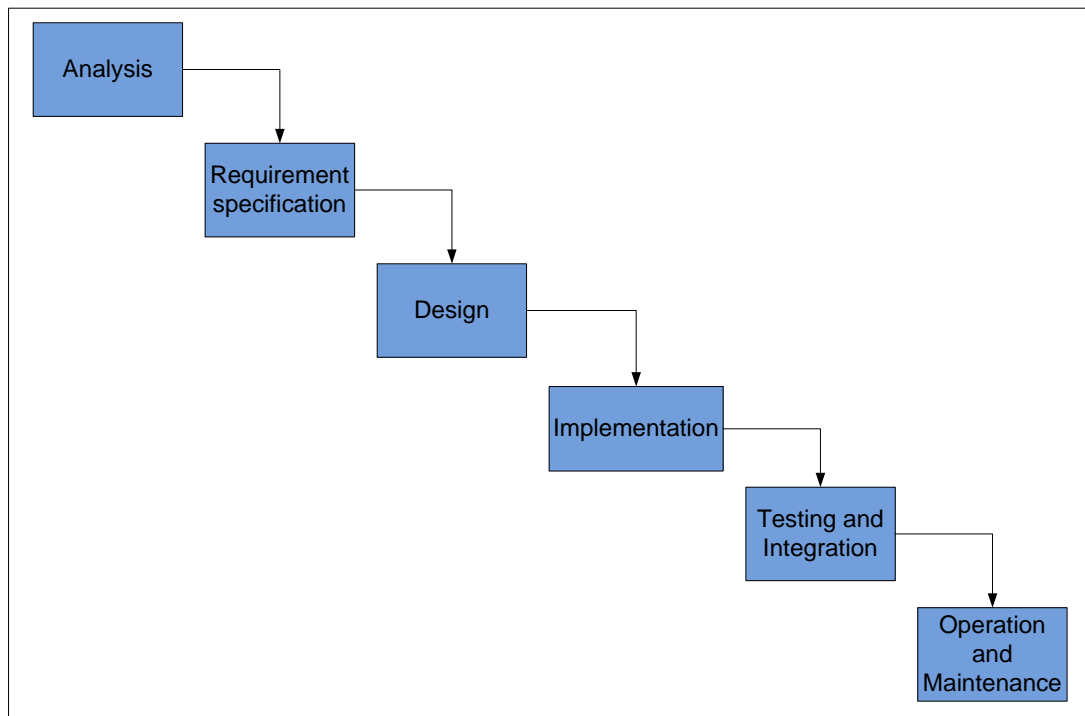 Analysis
Requirement
specification
Design
Implementation
Testing and
Integration
Operation
and
Maintenance